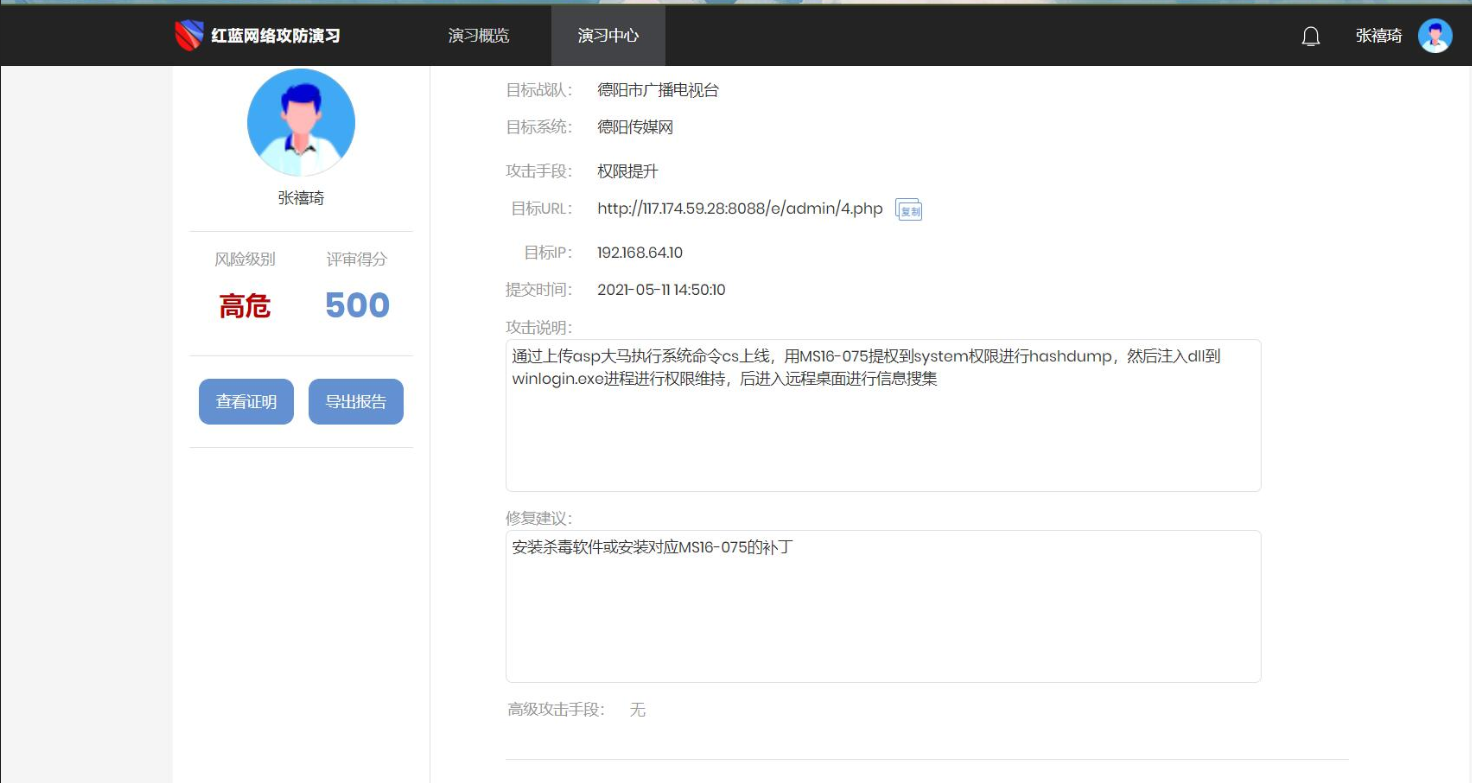 红蓝网络攻防演习
演习概览
演习中心
张禧琦
张禧琦
风险级别
评审得分
高危
500
查看证明
导出报告
目标战队： 德阳市广播电视台
目标系统： 德阳传媒网
攻击手段： 权限提升
目标URL： http://117.174.59.28:8088/e/admin/4.php 复制
目标IP： 192.168.64.10
提交时间： 2021-05-11 14:50:10
攻击说明：
通过上传asp大马执行系统命令cs上线，用MS16-075提权到system权限进行hashdump，然后注入dll到
winlogin.exe进程进行权限维持，后进入远程桌面进行信息搜集
修复建议：
安装杀毒软件或安装对应MS16-075的补丁
高级攻击手段： 无